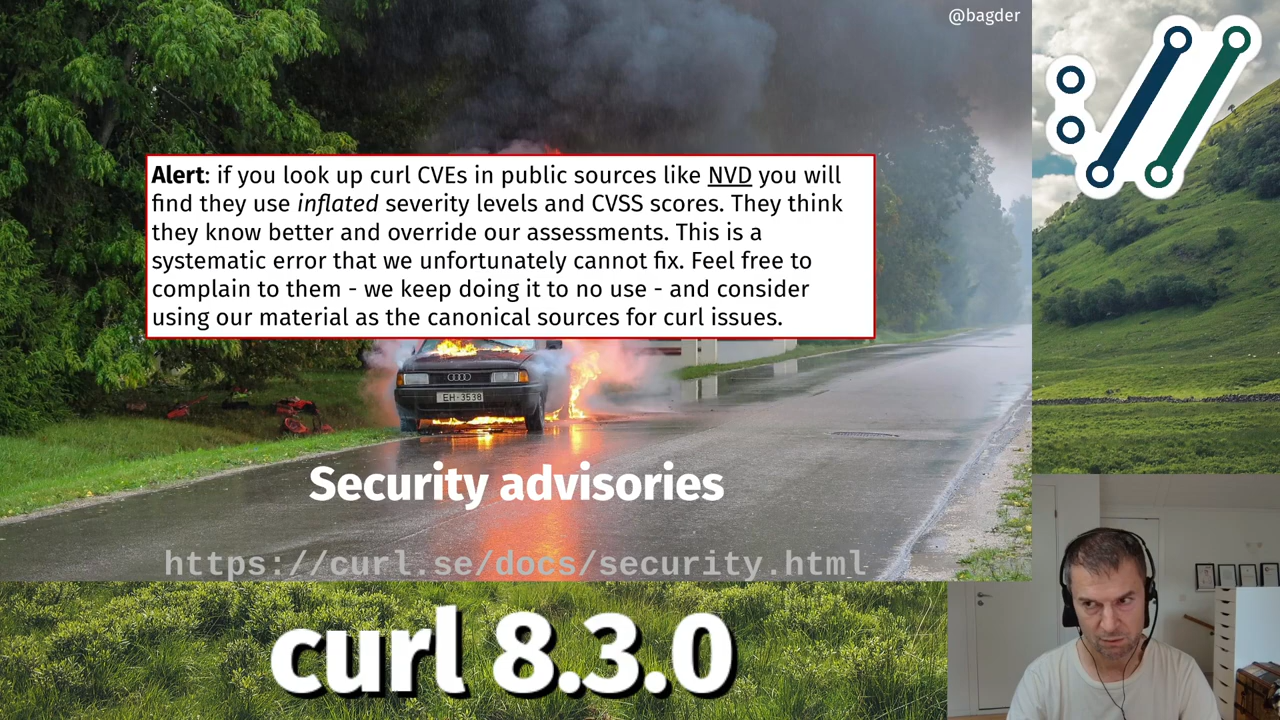 @bagder
Alert: if you look up curl CVEs in public sources like NVD you will
find they use inflated severity levels and CVSS scores. They think
they know better and override our assessments. This is a
systematic error that we unfortunately cannot fix. Feel free to
complain to them - we keep doing it to no use - and consider
using our material as the canonical sources for curl issues.
EH-3538
Security advisories
https://curl.se/docs/security.html
curl 8.3.0